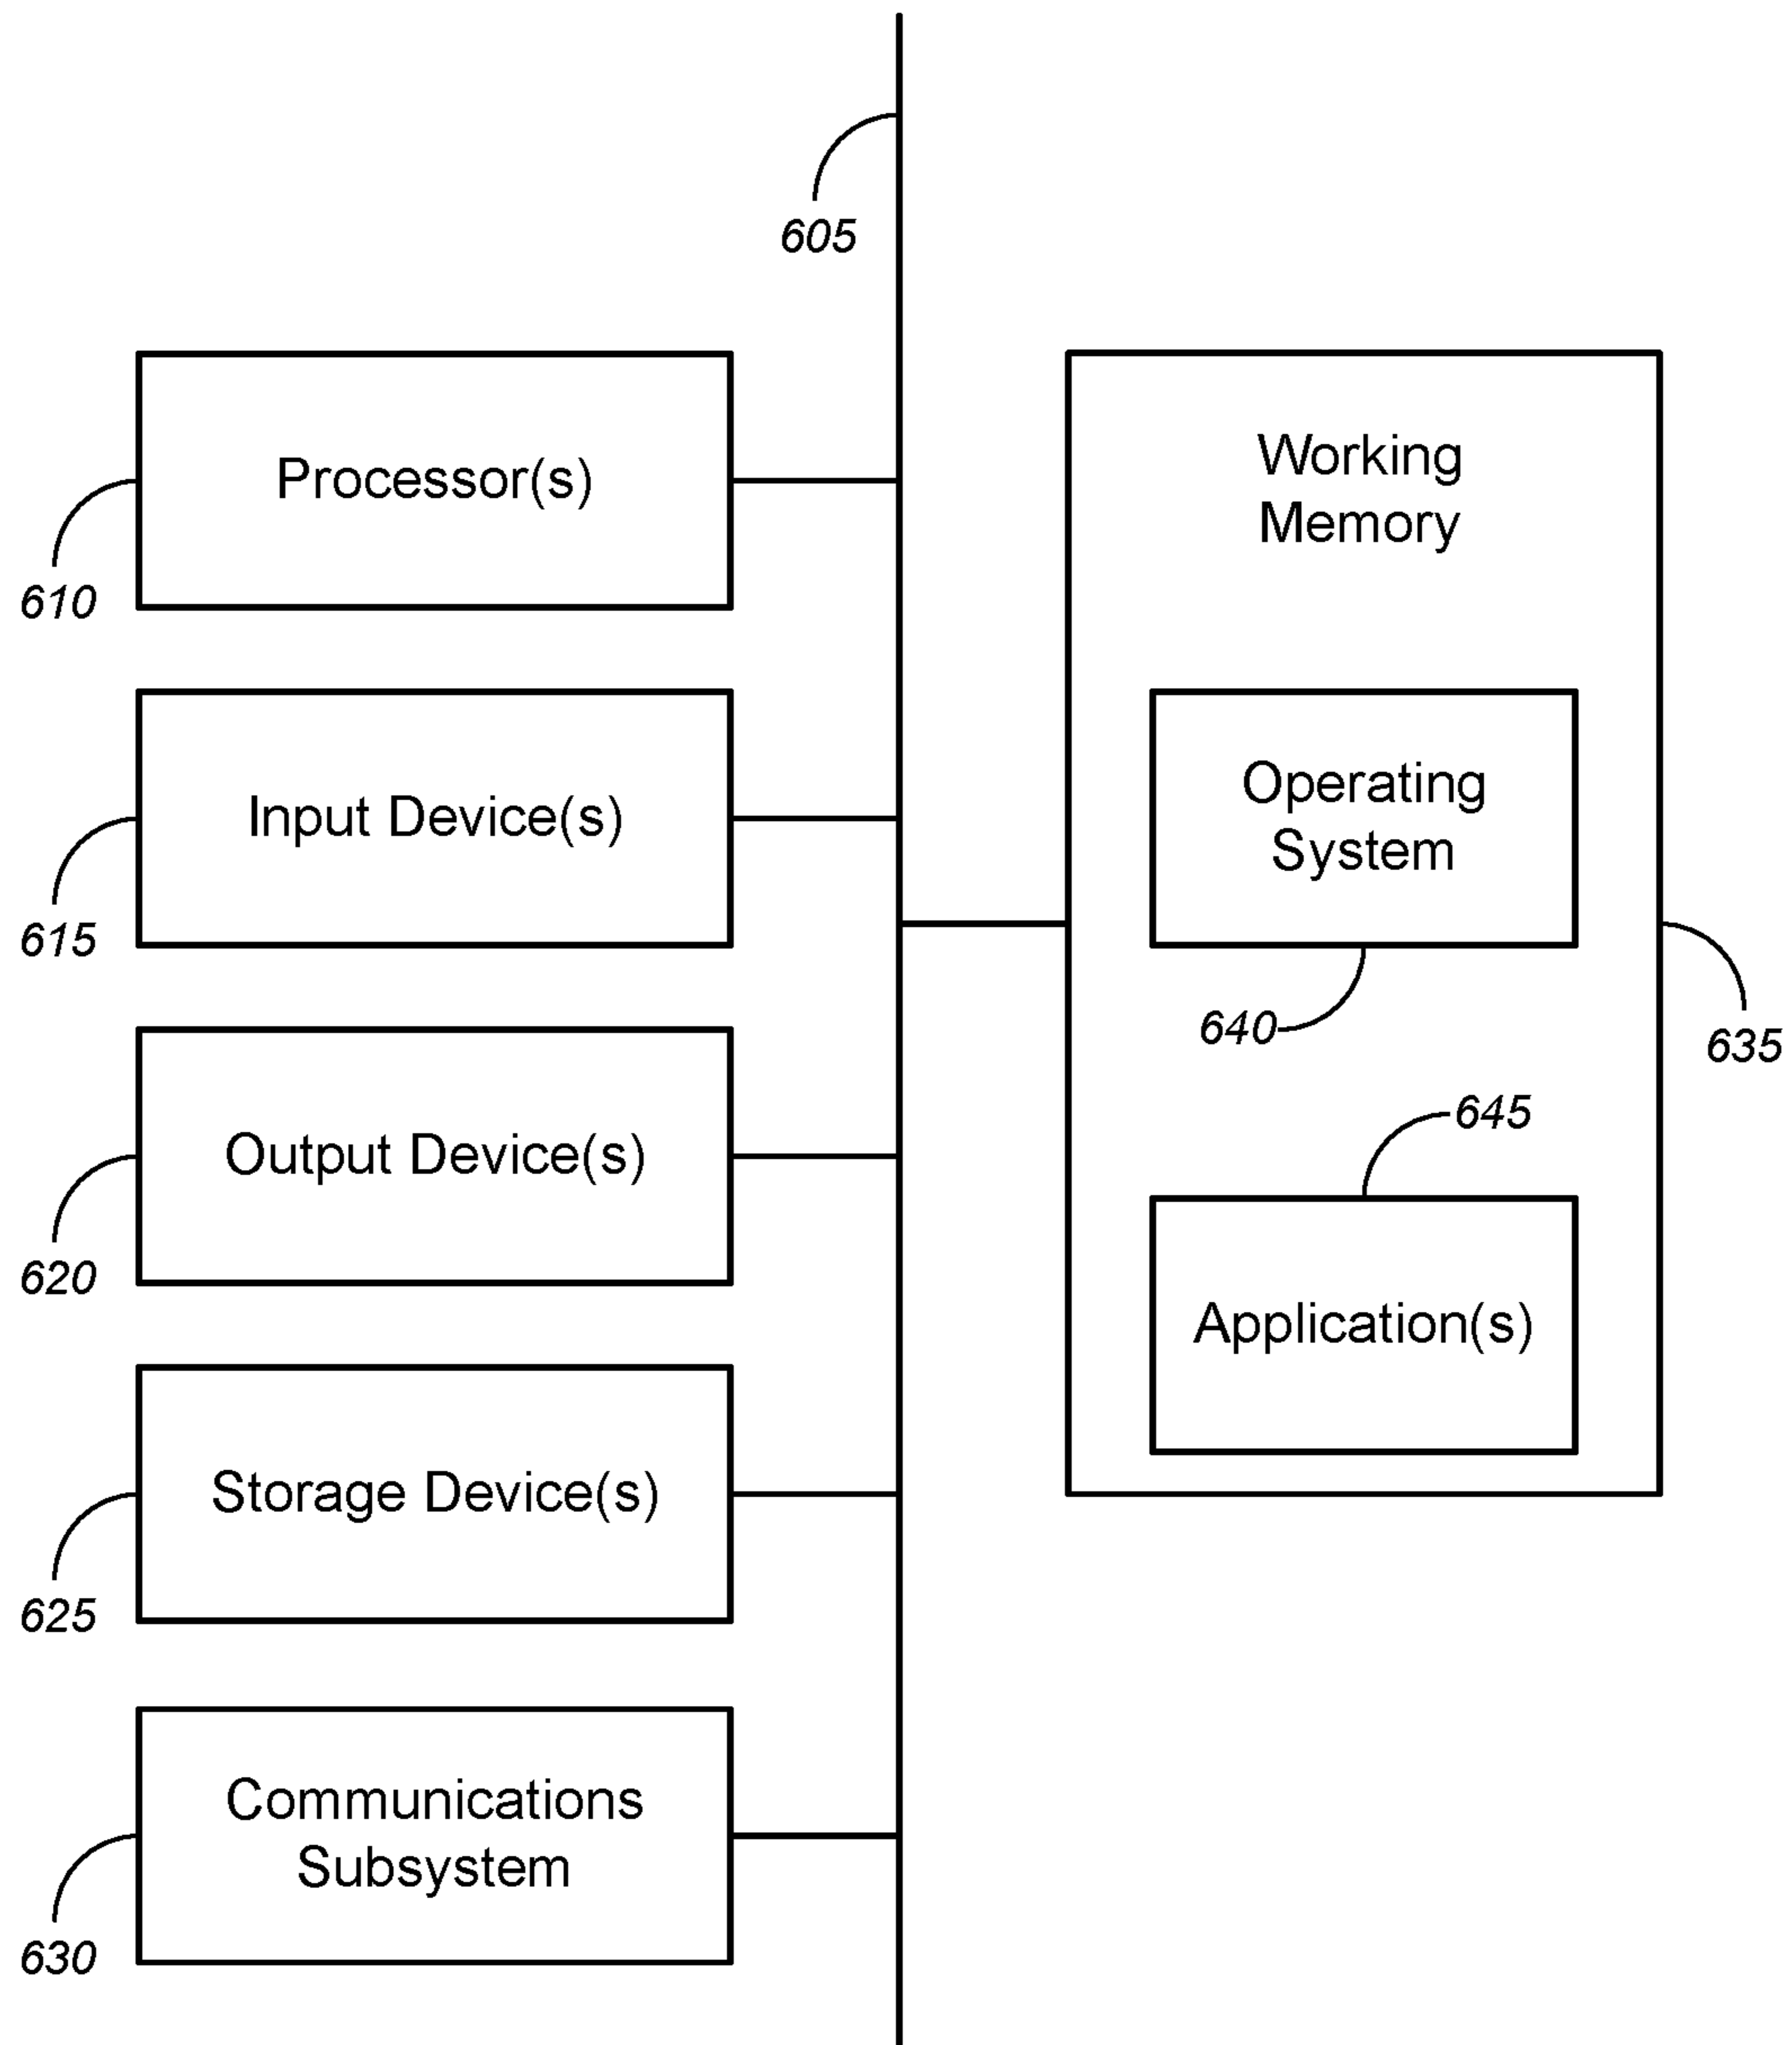 605
Processor(s)
610
Input Device(s)
615
Output Device(s)
620
Storage Device(s)
625
Communications
Subsystem
630
Working
Memory
Operating
System
640
635
645
Application(s)